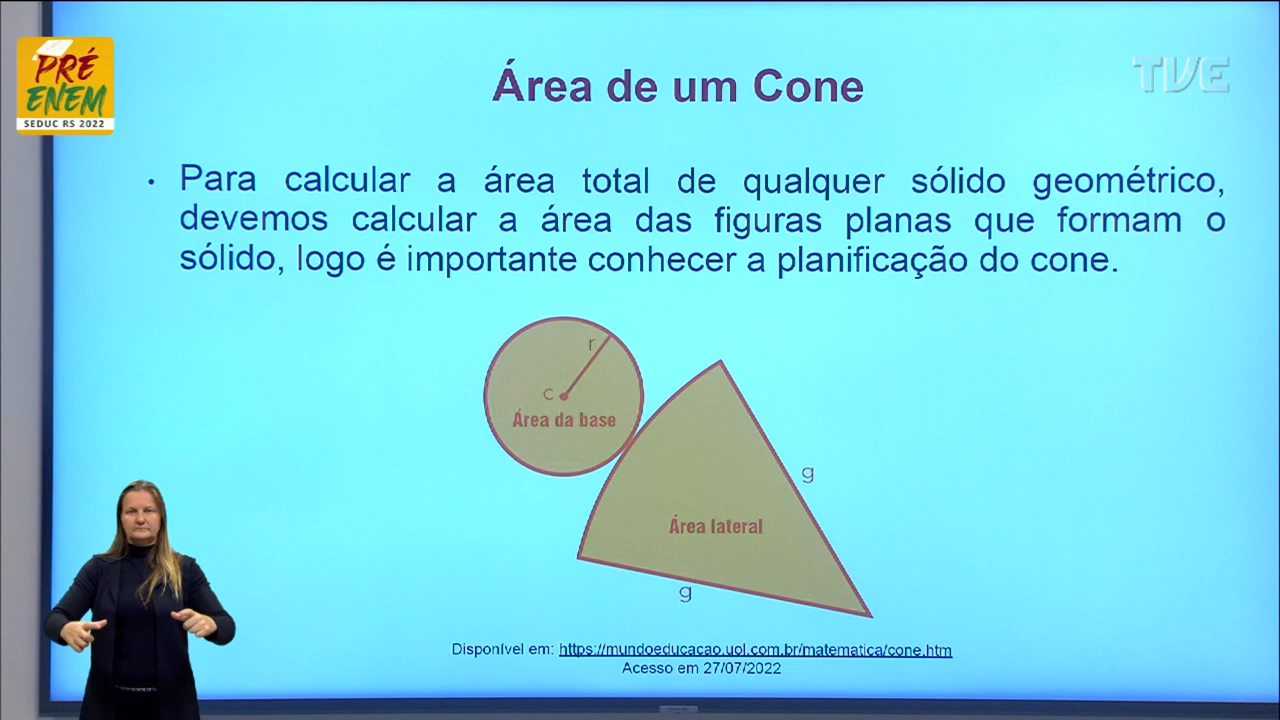 PRÉ
ENEM
SEDUC RS 2022
TVE
Área de um Cone
• Para calcular a área total de qualquer sólido geométrico,
devemos calcular a área das figuras planas que formam o
sólido, logo é importante conhecer a planificação do cone.
r
c
Área da base
g
Área lateral
g
Disponível em: https://mundoeducacao.uol.com.br/matematica/cone.htm
Acesso em 27/07/2022